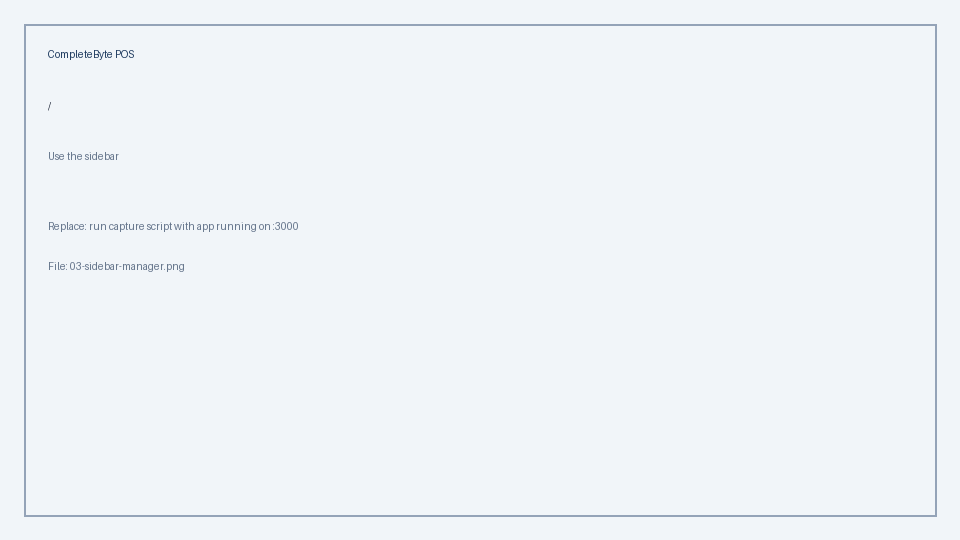 CompleteByte POS
/
Use the sidebar
Replace: run capture script with app running on :3000
File: 03-sidebar-manager.png